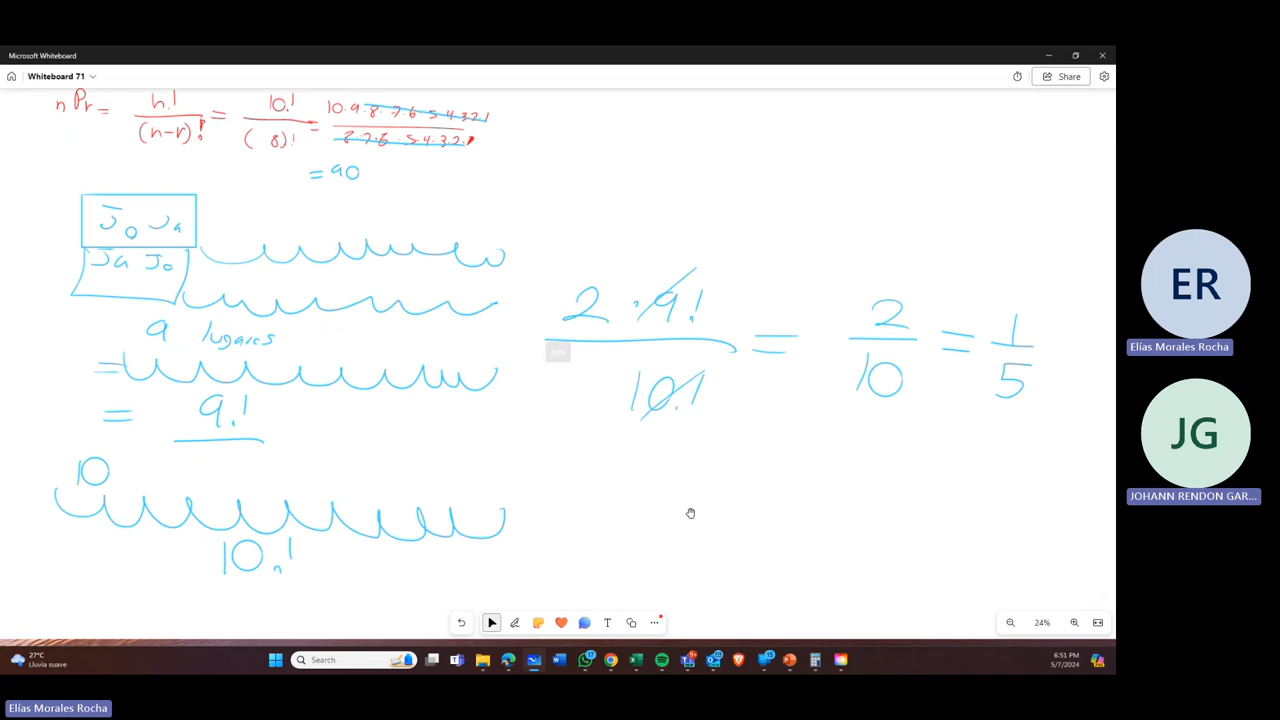 Microsoft Whiteboard
Whiteboard 71
Share
nPr = n! / (n-r)! = 10! / (8)! = 10·9·8·7·6·5·4·3·2·1 / 8·7·6·5·4·3·2·1
= 90
Jo Ja
Ja Jo
9 lugares
=
= 9!
10
10!
2 · 9! / 10! = 2 / 10 = 1 / 5
24%
ER
Elías Morales Rocha
JG
JOHANN RENDON GAR...
27°C
Lluvia suave
Search
17
9+
15
6:51 PM
5/7/2024
Elías Morales Rocha